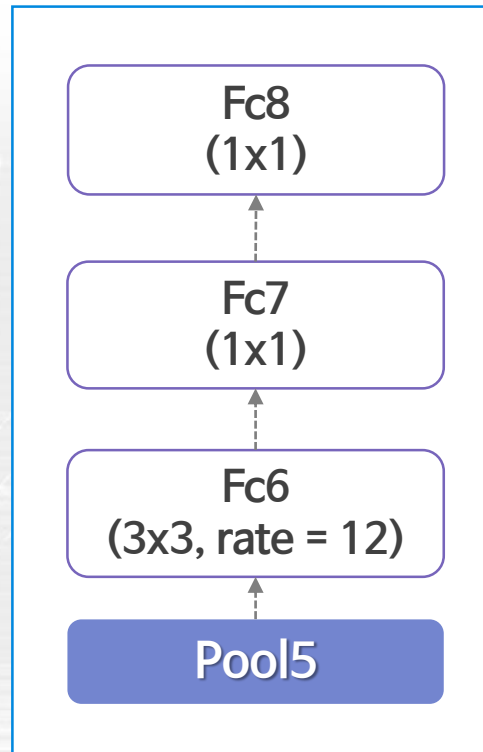 Fc8
(1x1)
Fc7
(1x1)
Fc6
(3x3, rate = 12)
Pool5